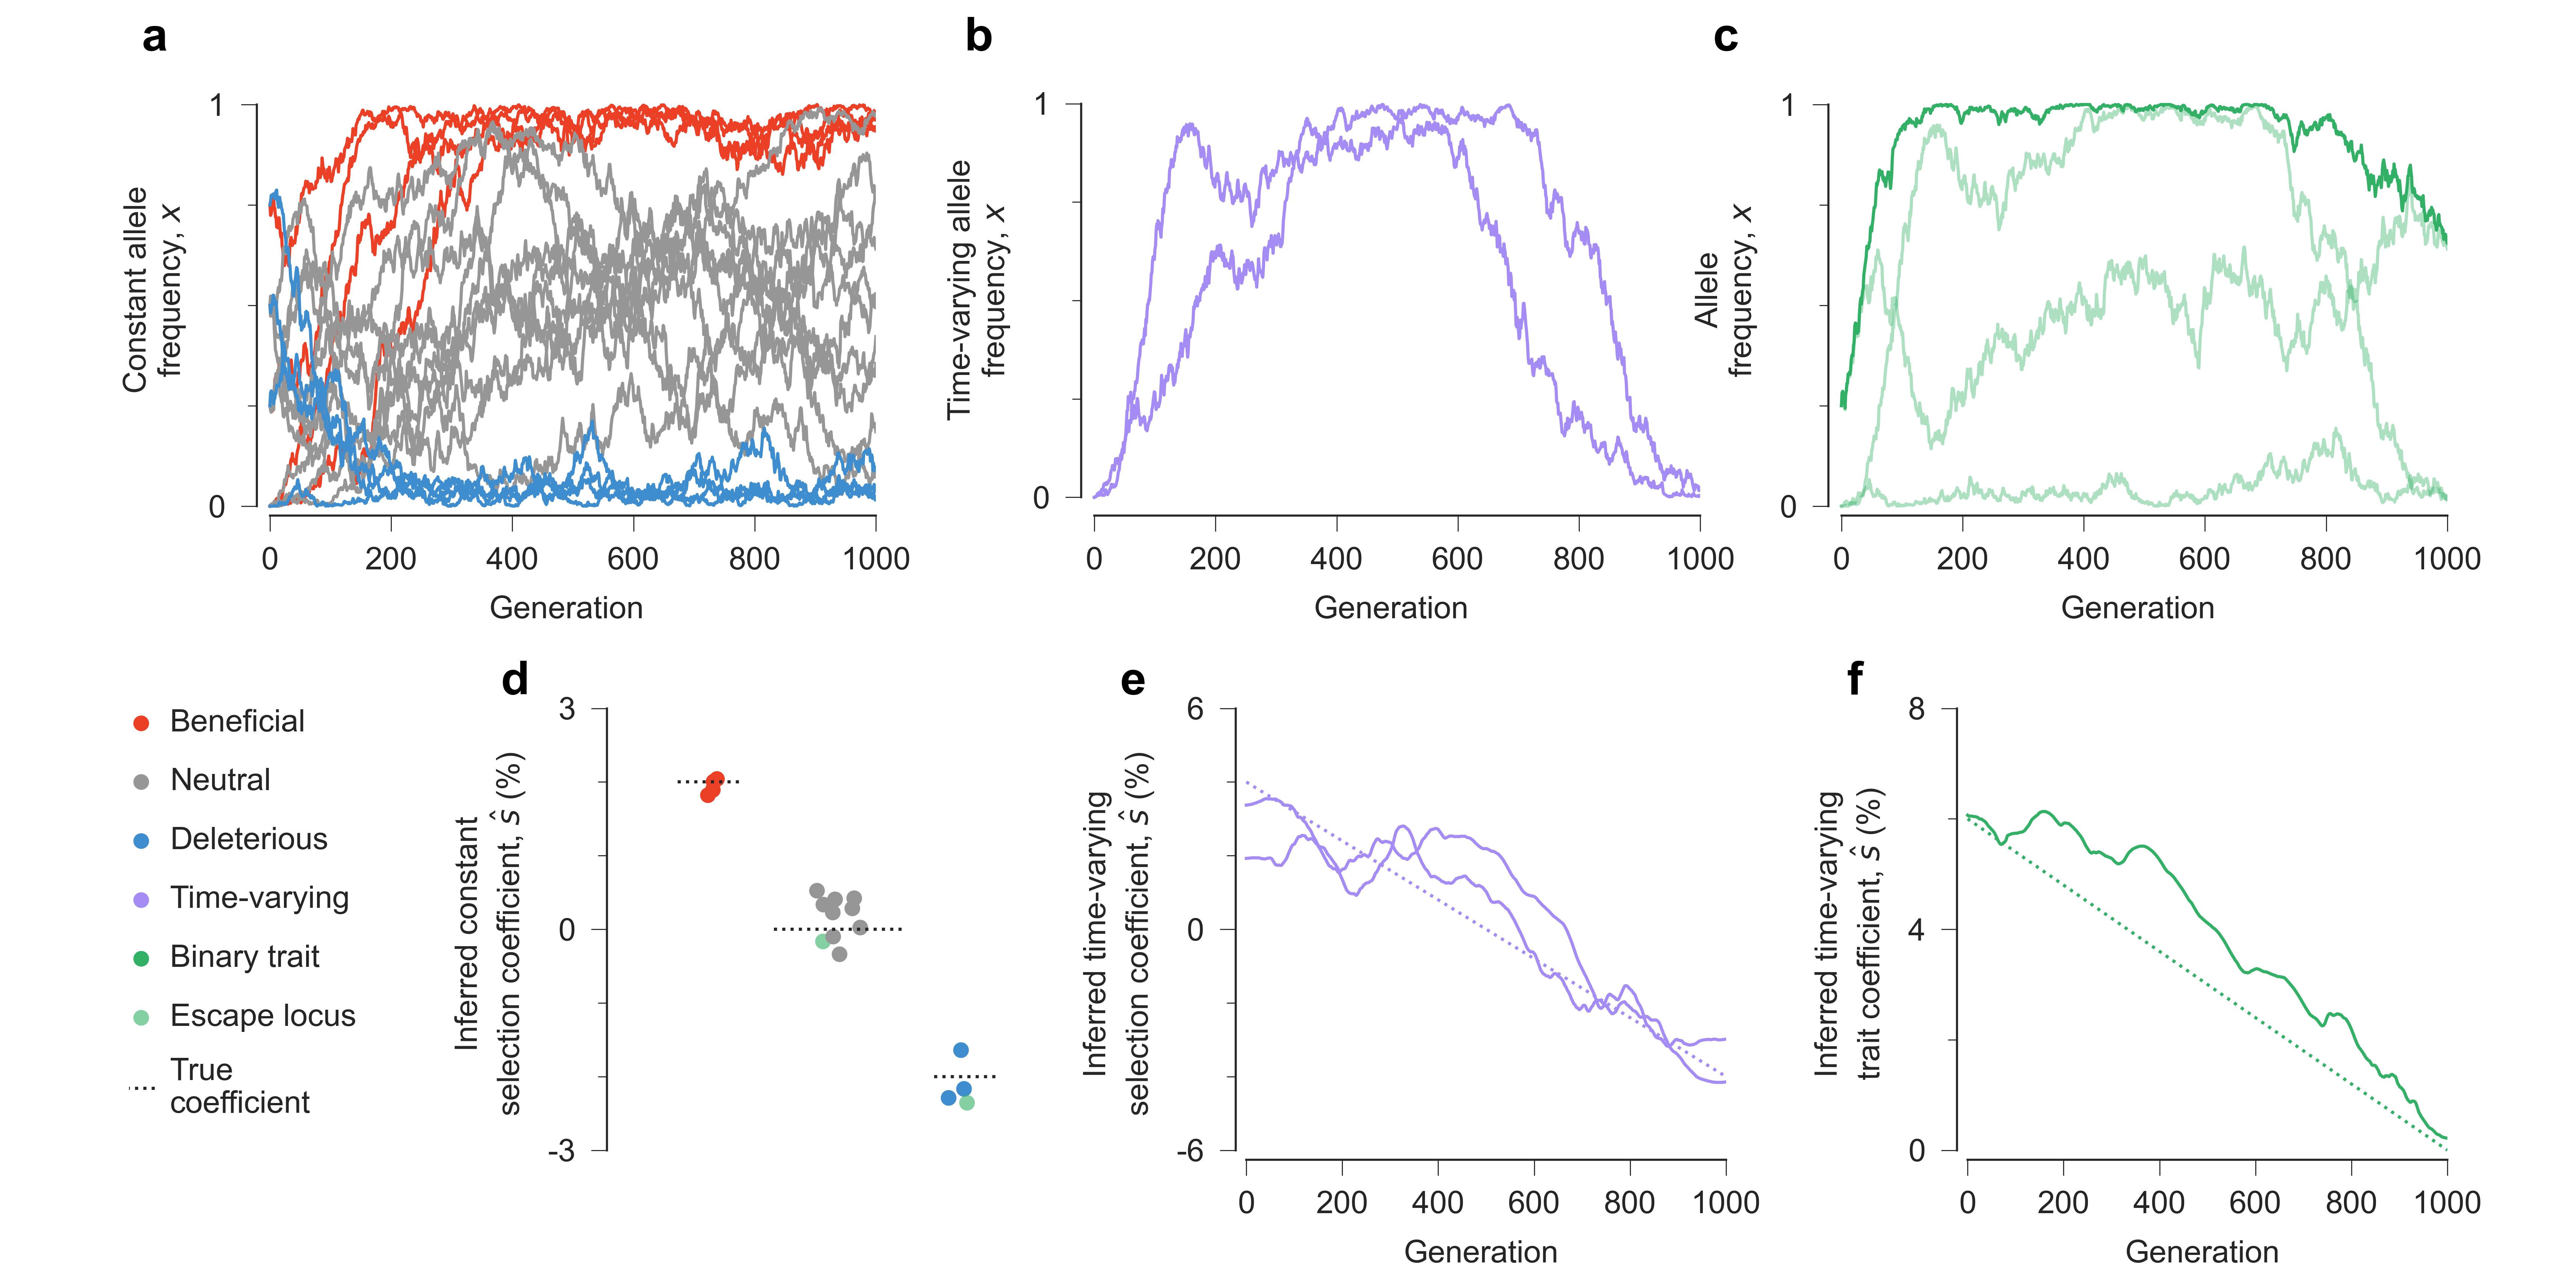 a
1
0
Constant allele
frequency, x
0 200 400 600 800 1000
Generation
b
1
0
Time-varying allele
frequency, x
0 200 400 600 800 1000
Generation
c
1
0
Allele
frequency, x
0 200 400 600 800 1000
Generation
Beneficial
Neutral
Deleterious
Time-varying
Binary trait
Escape locus
True
coefficient
d
3
0
-3
Inferred constant
selection coefficient, ŝ (%)
e
6
0
-6
Inferred time-varying
selection coefficient, ŝ (%)
0 200 400 600 800 1000
Generation
f
8
4
0
Inferred time-varying
trait coefficient, ŝ (%)
0 200 400 600 800 1000
Generation